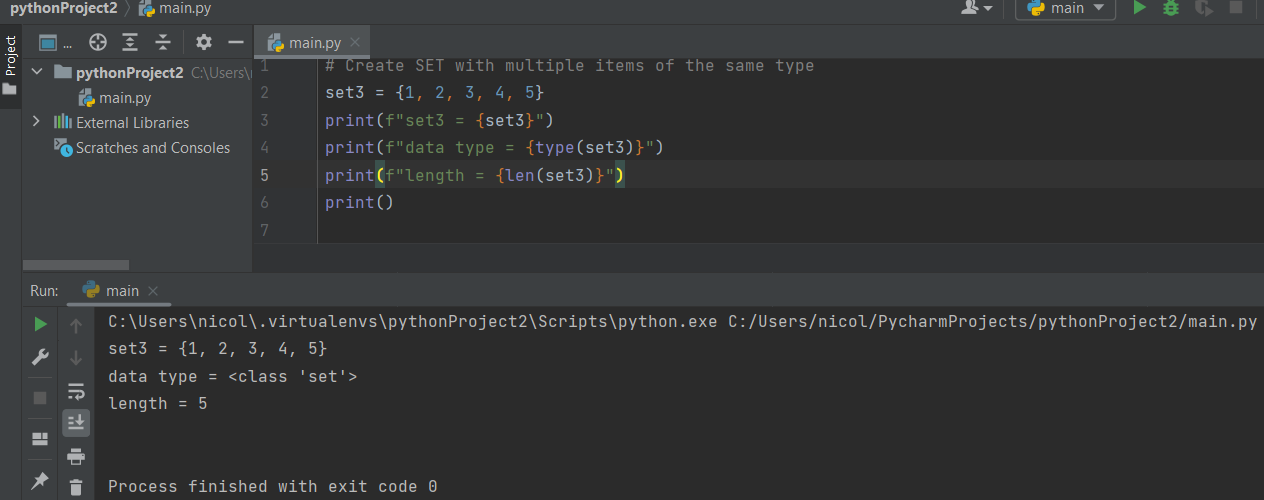 pythonProject2 main.py
main
Project
...
main.py
pythonProject2 C:\Users\
main.py
External Libraries
Scratches and Consoles
1 # Create SET with multiple items of the same type
2 set3 = {1, 2, 3, 4, 5}
3 print(f"set3 = {set3}")
4 print(f"data type = {type(set3)}")
5 print(f"length = {len(set3)}")
6 print()
7
Run: main
C:\Users\nicol\.virtualenvs\pythonProject2\Scripts\python.exe C:/Users/nicol/PycharmProjects/pythonProject2/main.py
set3 = {1, 2, 3, 4, 5}
data type = <class 'set'>
length = 5
Process finished with exit code 0